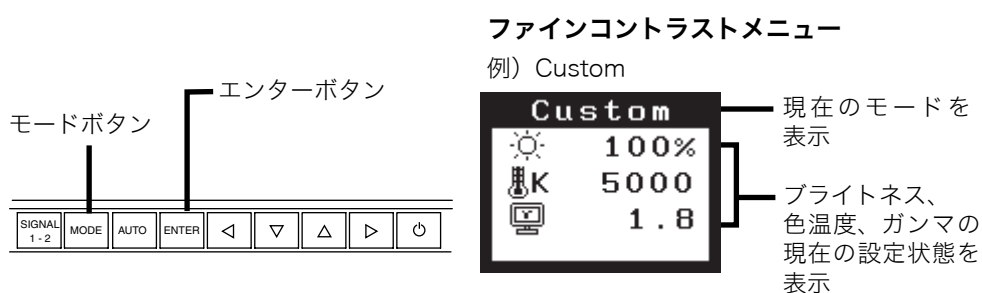 ファインコントラストメニュー
例）Custom
エンターボタン
モードボタン
SIGNAL
1 - 2
MODE
AUTO
ENTER
Custom
100%
K 5000
1.8
現在のモードを
表示
ブライトネス、
色温度、ガンマの
現在の設定状態を
表示